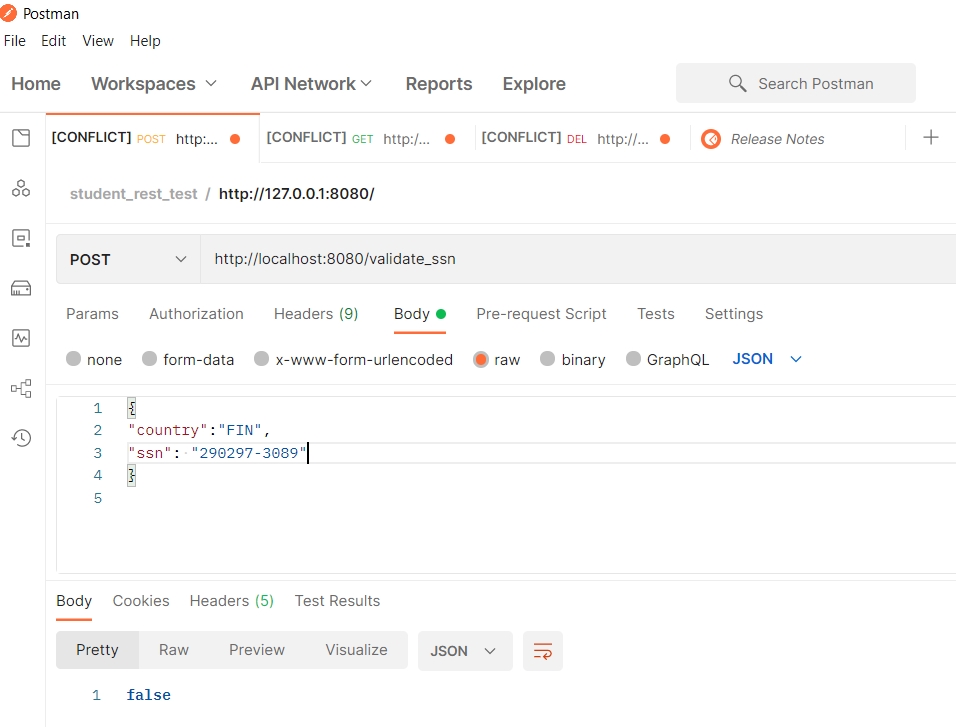 Postman
File Edit View Help
Home Workspaces API Network Reports Explore Search Postman
[CONFLICT] POST http:... [CONFLICT] GET http:/... [CONFLICT] DEL http://... Release Notes
student_rest_test / http://127.0.0.1:8080/
POST http://localhost:8080/validate_ssn
Params Authorization Headers (9) Body Pre-request Script Tests Settings
none form-data x-www-form-urlencoded raw binary GraphQL JSON
1 {
2 "country":"FIN",
3 "ssn": "290297-3089"
4 }
5
Body Cookies Headers (5) Test Results
Pretty Raw Preview Visualize JSON
1 false